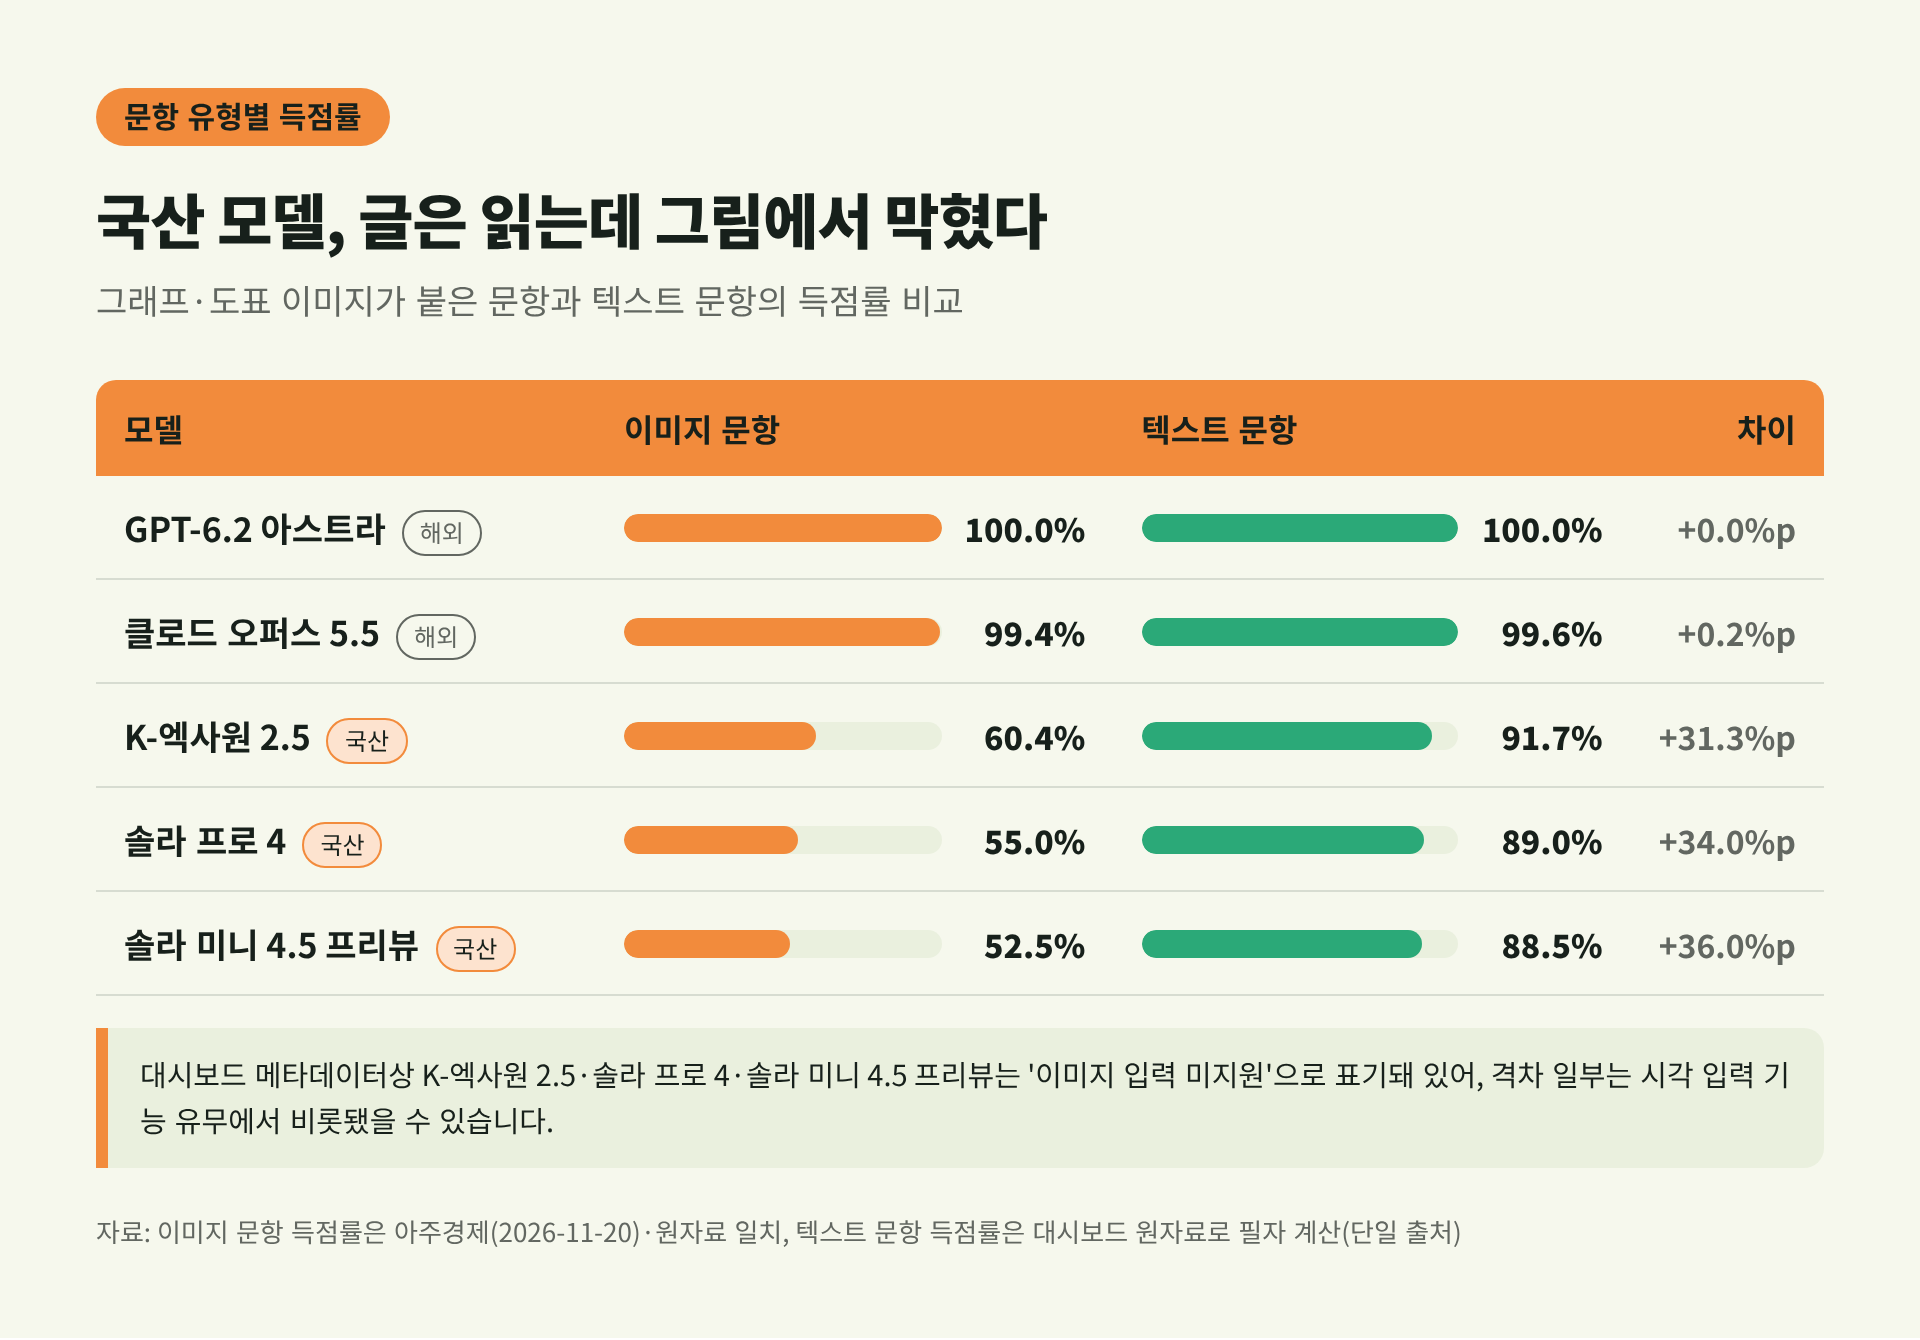 문항 유형별 득점률
국산 모델, 글은 읽는데 그림에서 막혔다
그래프·도표 이미지가 붙은 문항과 텍스트 문항의 득점률 비교
모델 이미지 문항 텍스트 문항 차이
GPT-6.2 아스트라 해외 100.0% 100.0% +0.0%p
클로드 오퍼스 5.5 해외 99.4% 99.6% +0.2%p
K-엑사원 2.5 국산 60.4% 91.7% +31.3%p
솔라 프로 4 국산 55.0% 89.0% +34.0%p
솔라 미니 4.5 프리뷰 국산 52.5% 88.5% +36.0%p
대시보드 메타데이터상 K-엑사원 2.5·솔라 프로 4·솔라 미니 4.5 프리뷰는 '이미지 입력 미지원'으로 표기돼 있어, 격차 일부는 시각 입력 기
능 유무에서 비롯됐을 수 있습니다.
자료: 이미지 문항 득점률은 아주경제(2026-11-20)·원자료 일치, 텍스트 문항 득점률은 대시보드 원자료로 필자 계산(단일 출처)